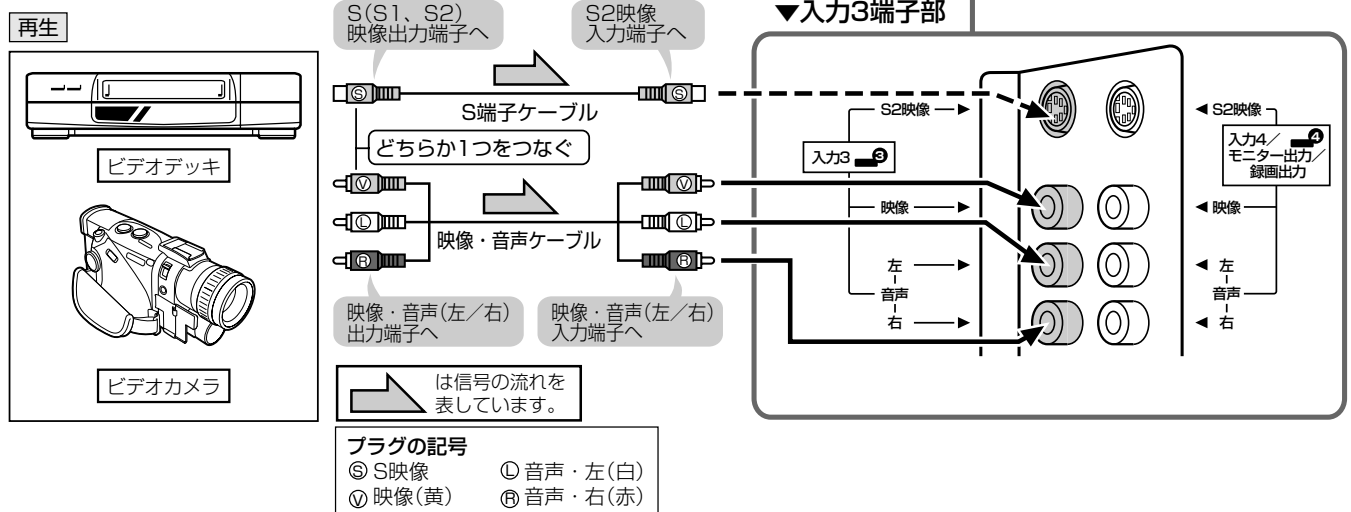 再生
ビデオデッキ
ビデオカメラ
S(S1、S2)
映像出力端子へ
S2映像
入力端子へ
Ⓢ
Ⓢ
S端子ケーブル
どちらか1つをつなぐ
Ⓥ
Ⓥ
Ⓛ
Ⓛ
映像・音声ケーブル
Ⓡ
Ⓡ
映像・音声(左／右)
出力端子へ
映像・音声(左／右)
入力端子へ
は信号の流れを
表しています。
プラグの記号
Ⓢ S映像 Ⓛ 音声・左(白)
Ⓥ 映像(黄) Ⓡ 音声・右(赤)
▼入力3端子部
S2映像
入力3 ❸
映像
左
音声
右
S2映像
入力4／ ❹
モニター出力／
録画出力
映像
左
音声
右